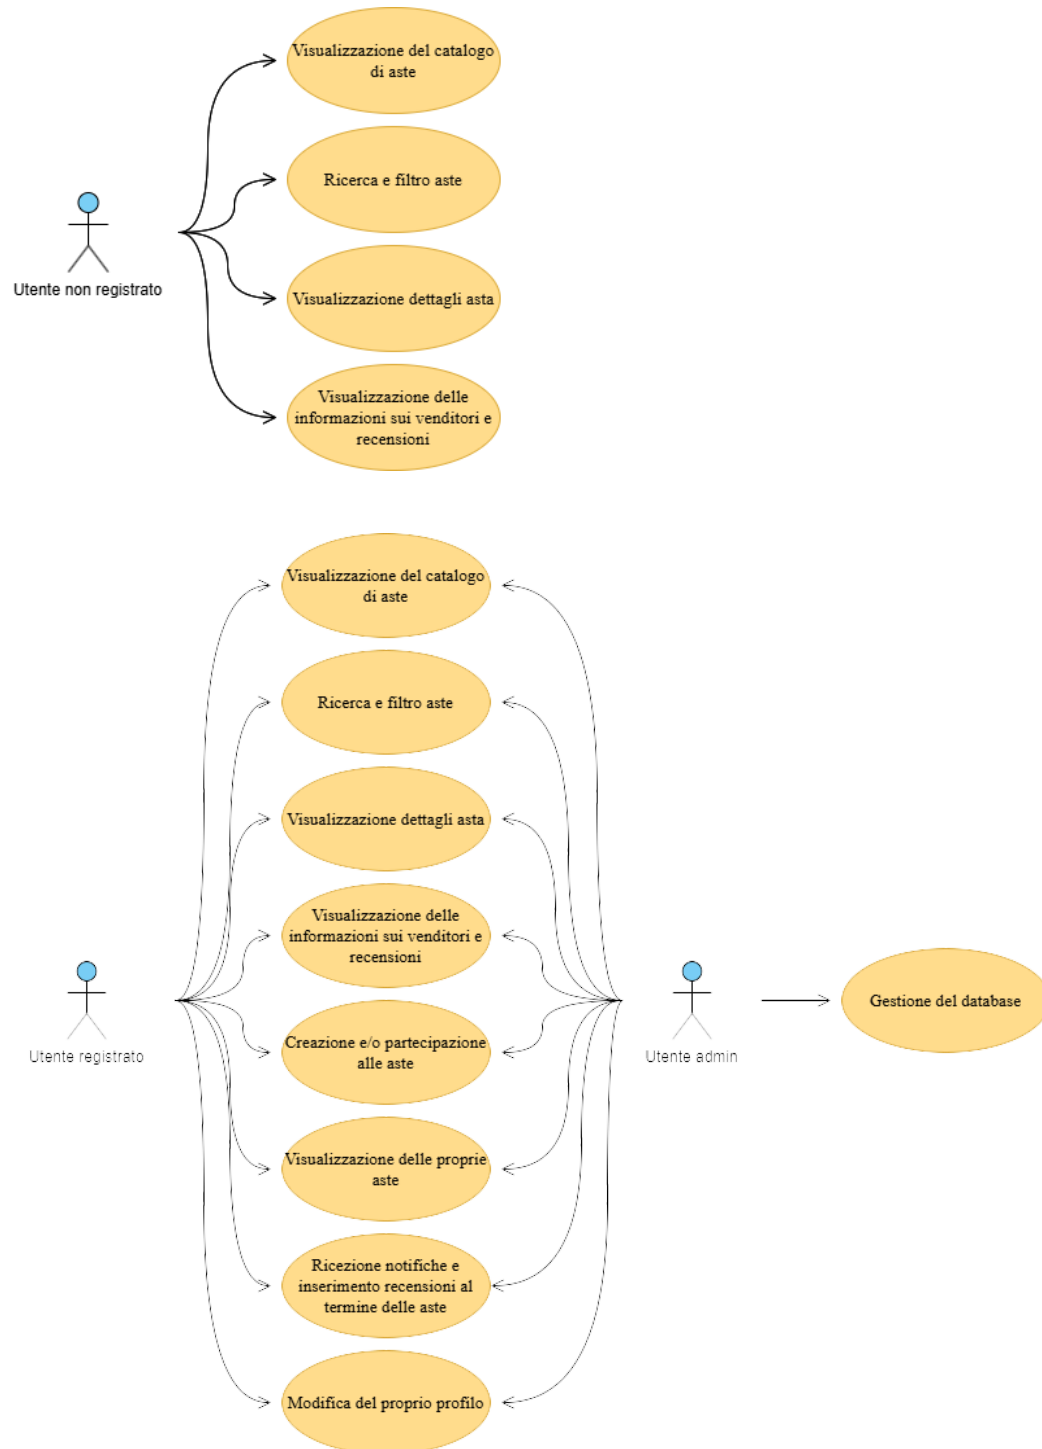 Visualizzazione del catalogo
di aste
Ricerca e filtro aste
Utente non registrato
Visualizzazione dettagli asta
Visualizzazione delle
informazioni sui venditori e
recensioni
Visualizzazione del catalogo
di aste
Ricerca e filtro aste
Visualizzazione dettagli asta
Visualizzazione delle
informazioni sui venditori e
recensioni
Utente registrato
Creazione e/o partecipazione
alle aste
Utente admin
Gestione del database
Visualizzazione delle proprie
aste
Ricezione notifiche e
inserimento recensioni al
termine delle aste
Modifica del proprio profilo